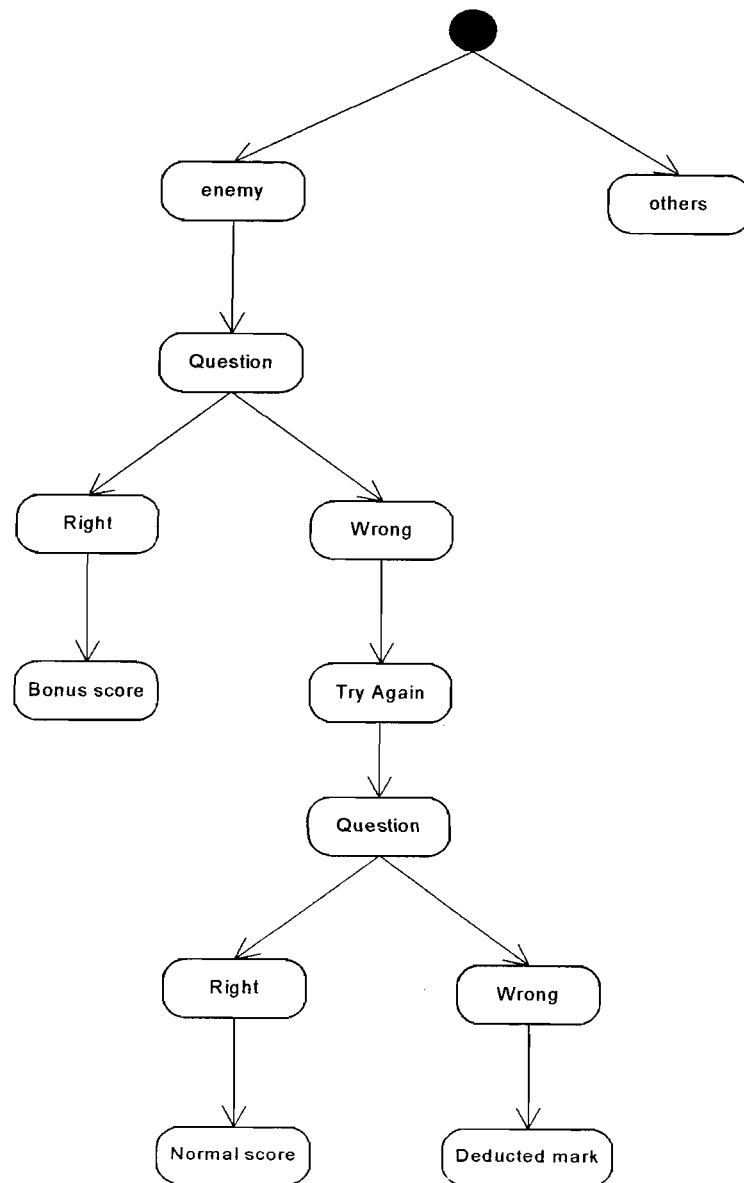 enemy
others
Question
Right
Wrong
Bonus score
Try Again
Question
Right
Wrong
Normal score
Deducted mark